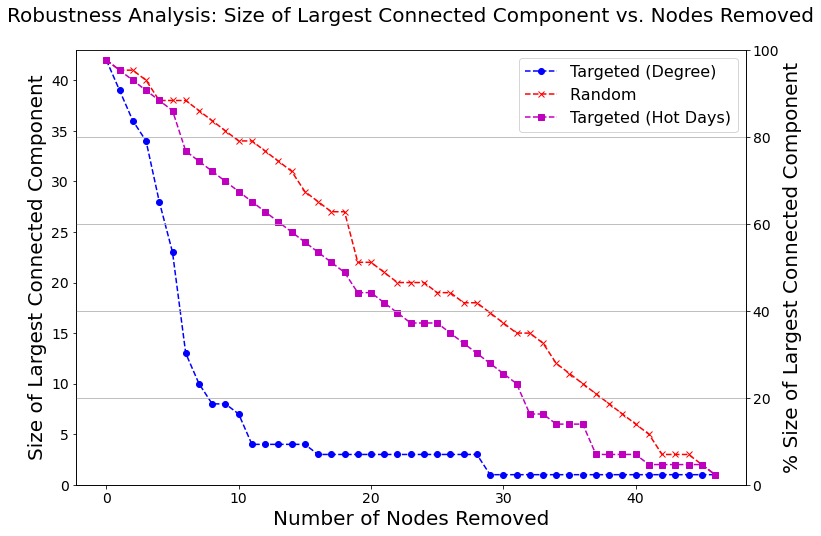 Robustness Analysis: Size of Largest Connected Component vs. Nodes Removed
Targeted (Degree)
Random
Targeted (Hot Days)
Size of Largest Connected Component
40
35
30
25
20
15
10
5
0
100
80
60
40
20
0
% Size of Largest Connected Component
0 10 20 30 40
Number of Nodes Removed